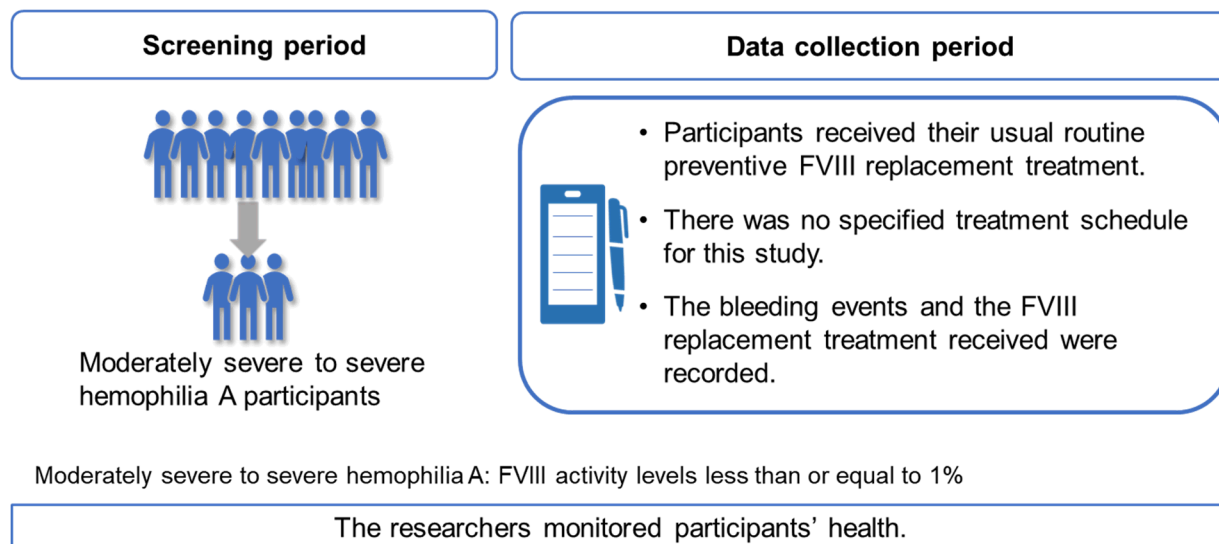 Screening period
Data collection period
Moderately severe to severe
hemophilia A participants
• Participants received their usual routine
preventive FVIII replacement treatment.
• There was no specified treatment schedule
for this study.
• The bleeding events and the FVIII
replacement treatment received were
recorded.
Moderately severe to severe hemophilia A: FVIII activity levels less than or equal to 1%
The researchers monitored participants’ health.